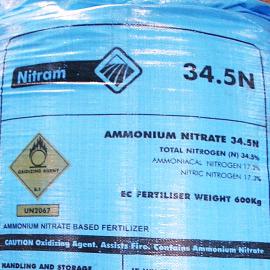 Nitram
34.5N
AMMONIUM NITRATE 34.5N
TOTAL NITROGEN (N) 34.5%
AMMONIACAL NITROGEN 17.2%
NITRIC NITROGEN 17.3%
OXIDIZING AGENT
5.1
UN2067
EC FERTILISER WEIGHT 600Kg
AMMONIUM NITRATE BASED FERTILIZER
CAUTION Oxidizing Agent. Assists Fire. Contains Ammonium Nitrate
HANDLING AND STORAGE